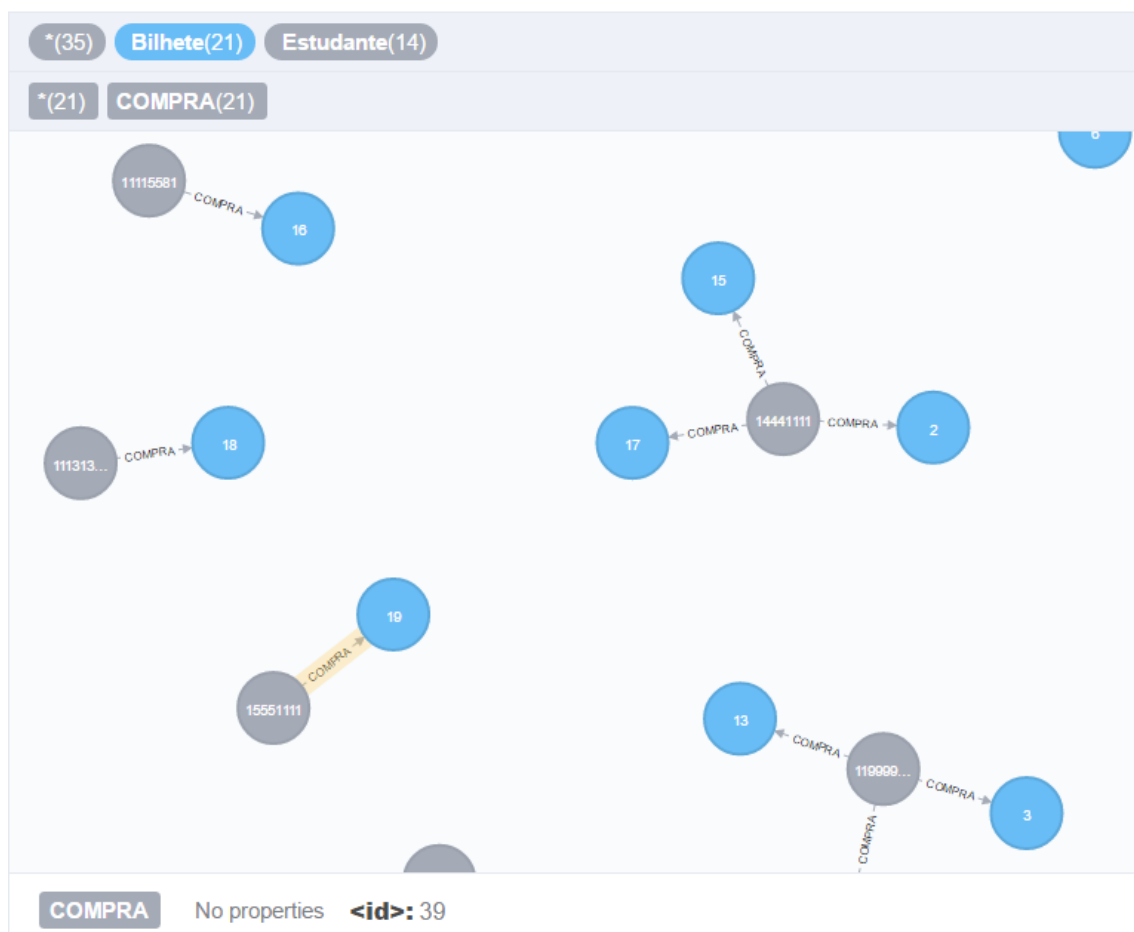 *(35) Bilhete(21) Estudante(14)
*(21) COMPRA(21)
6
11115581
COMPRA
16
15
COMPRA
14441111
COMPRA
2
COMPRA
17
111313...
COMPRA
18
19
COMPRA
15551111
13
COMPRA
119999...
COMPRA
3
COMPRA
COMPRA No properties <id>: 39